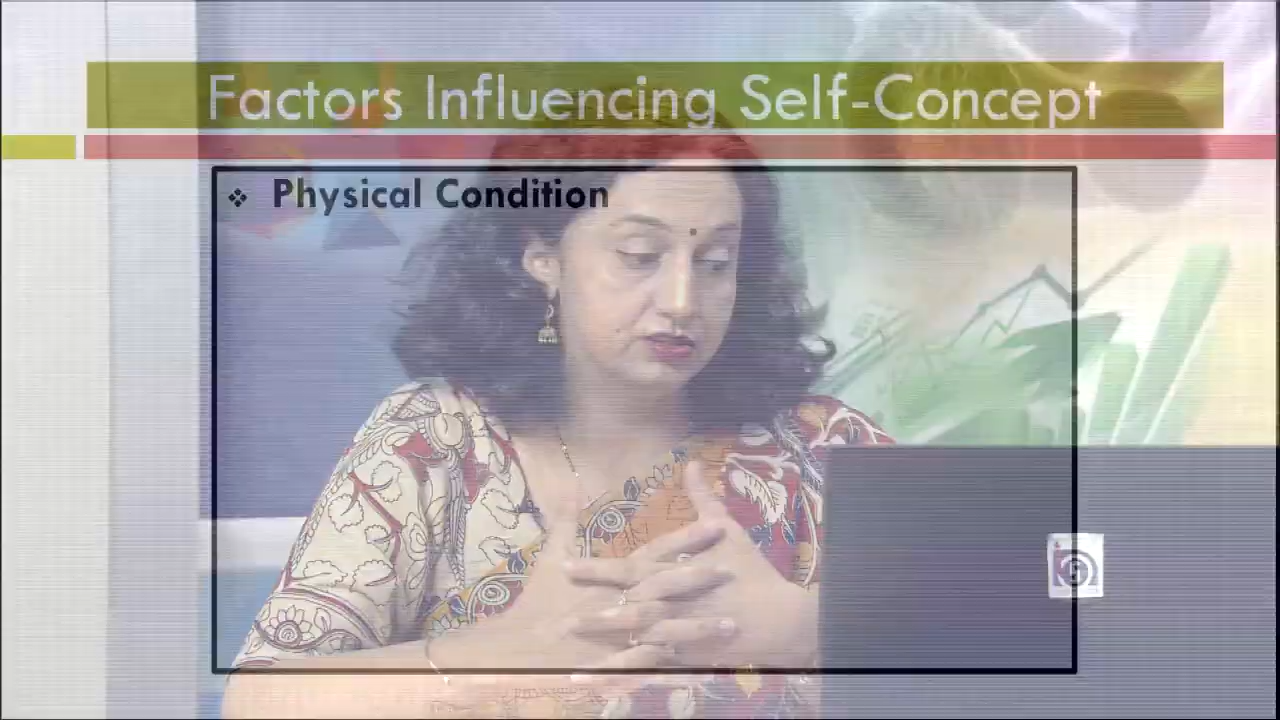 Factors Influencing Self-Concept
❖ Physical Condition